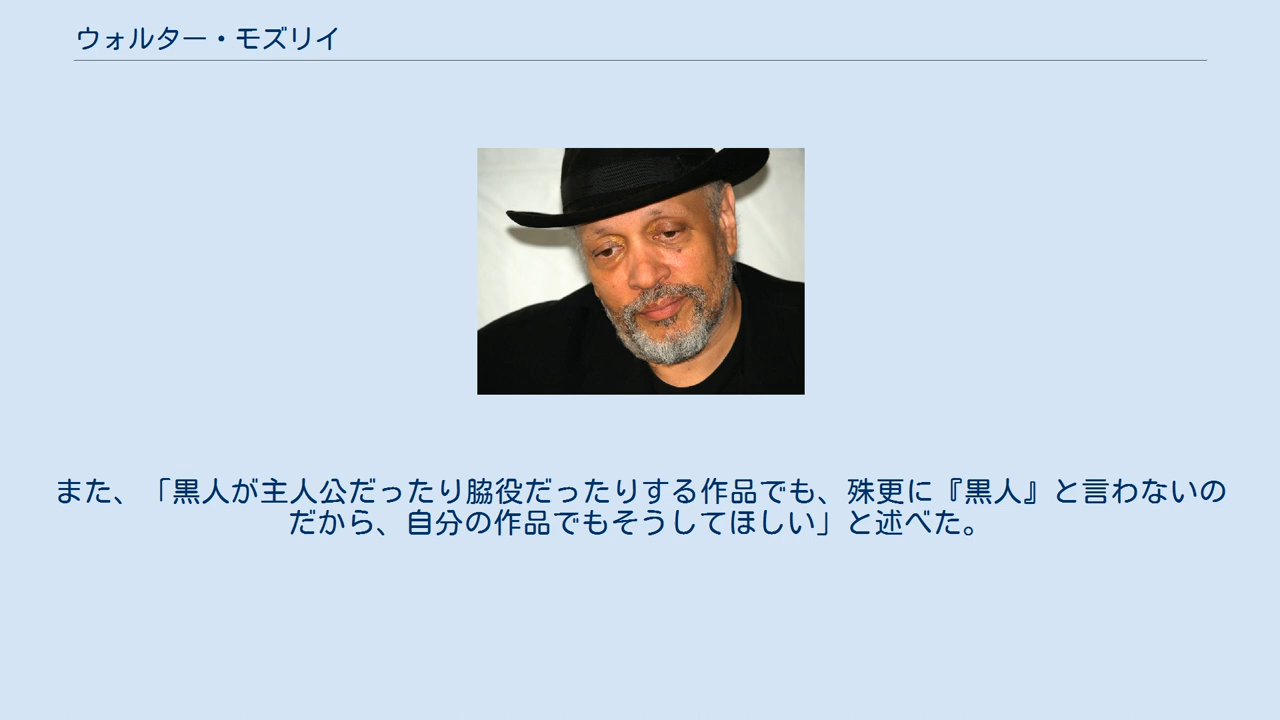 ウォルター・モズリイ
また、「黒人が主人公だったり脇役だったりする作品でも、殊更に『黒人』と言わないの
だから、自分の作品でもそうしてほしい」と述べた。